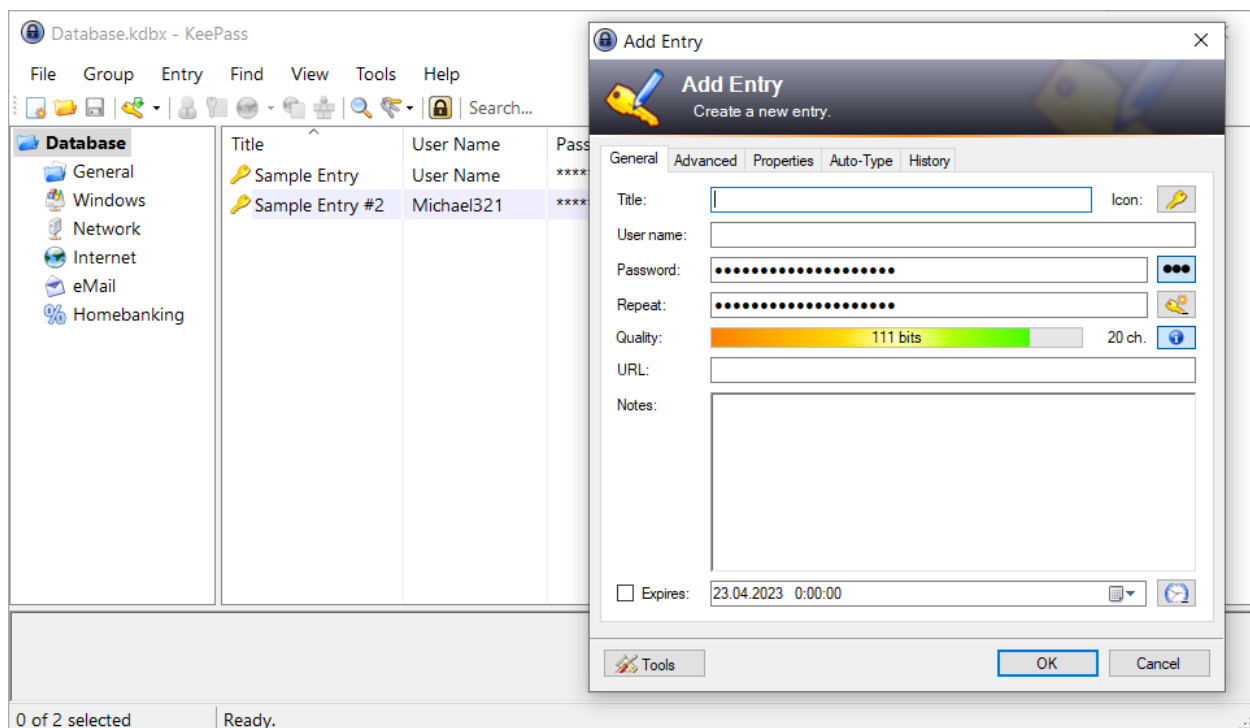 Database.kdbx - KeePass
File Group Entry Find View Tools Help
Search...
Database
General
Windows
Network
Internet
eMail
Homebanking
Title User Name Pass
Sample Entry User Name ****
Sample Entry #2 Michael321 ****
0 of 2 selected Ready.
Add Entry
Add Entry
Create a new entry.
General Advanced Properties Auto-Type History
Title: Icon:
User name:
Password: ••••••••••••••••••••
Repeat: ••••••••••••••••••••
Quality: 111 bits 20 ch.
URL:
Notes:
Expires: 23.04.2023 0:00:00
Tools OK Cancel